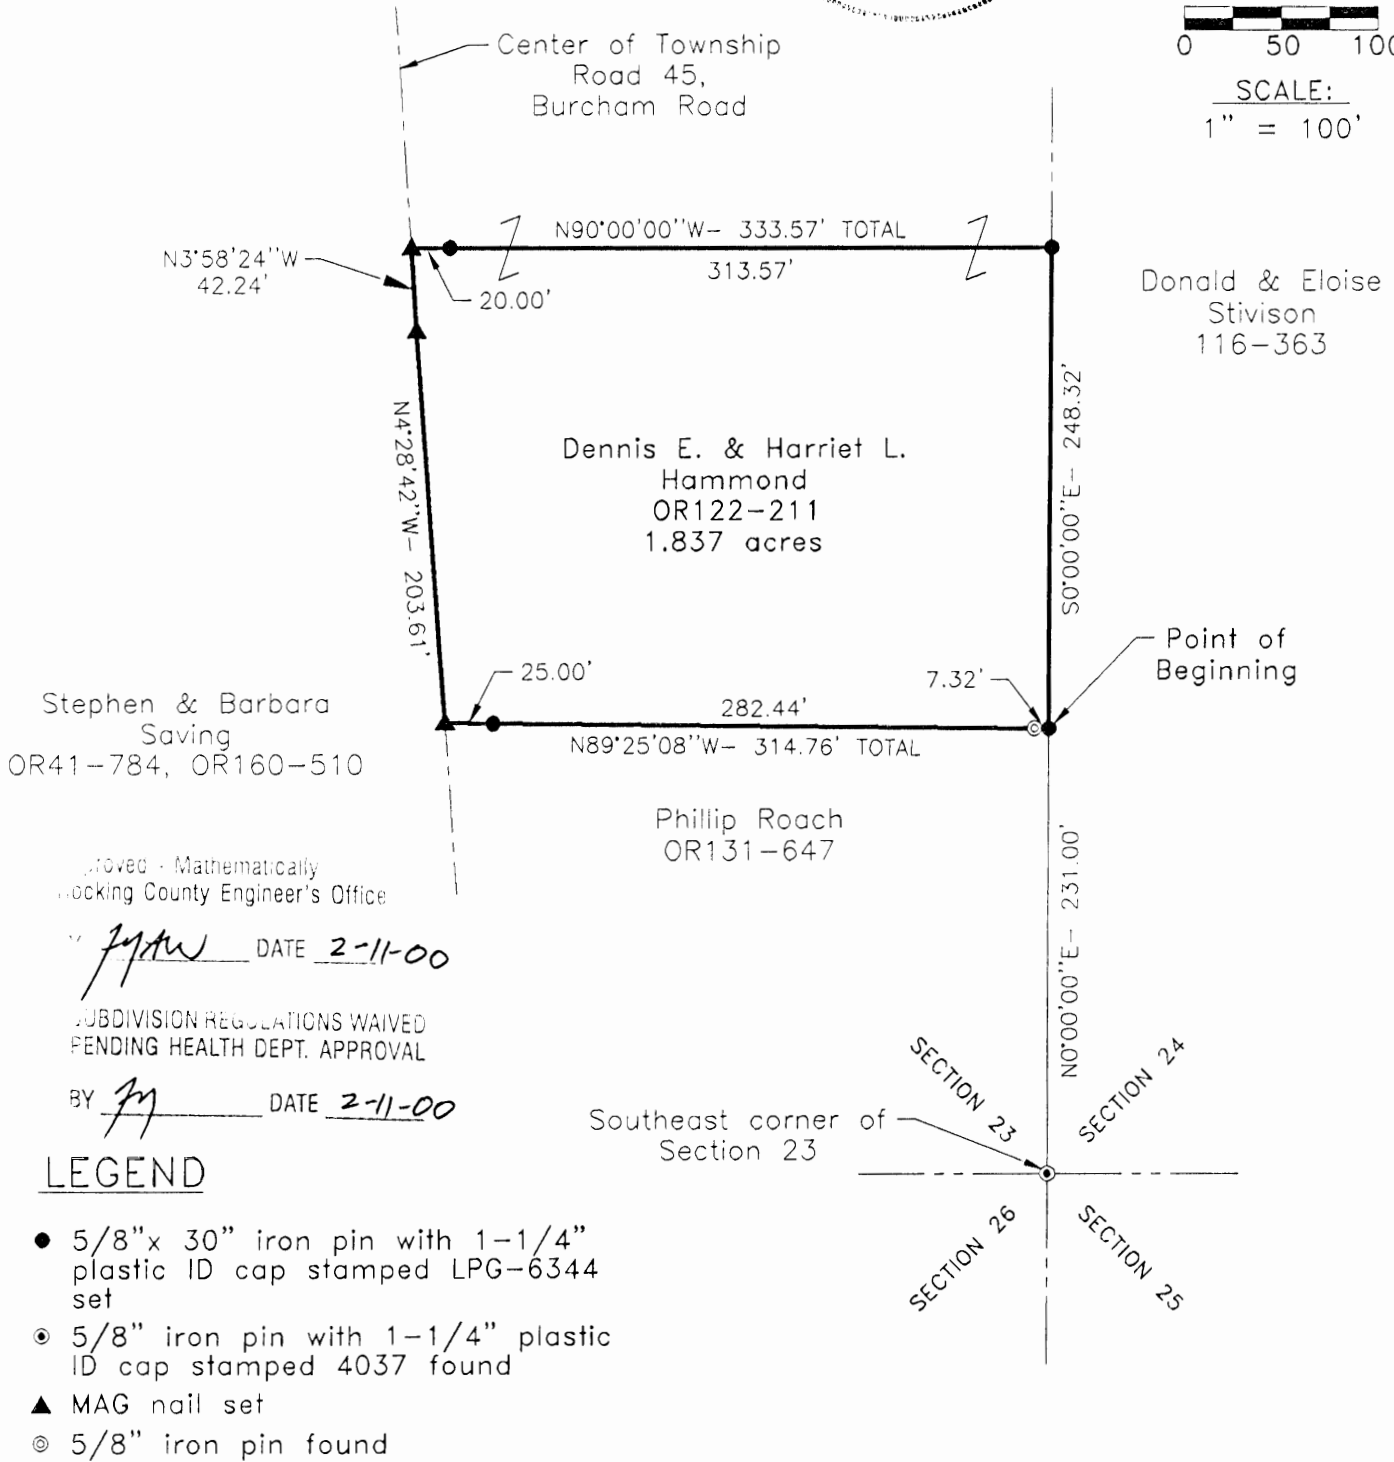 Center of Township
Road 45,
Burcham Road
0 50 100
SCALE:
1" = 100'
N90°00'00"W- 333.57' TOTAL
313.57'
N3°58'24"W
42.24'
20.00'
Donald & Eloise
Stivison
116-363
N4°28'42"W- 203.61'
Dennis E. & Harriet L.
Hammond
OR122-211
1.837 acres
S0°00'00"E- 248.32'
Point of
Beginning
25.00'
7.32'
282.44'
N89°25'08"W- 314.76' TOTAL
Stephen & Barbara
Saving
OR41-784, OR160-510
Phillip Roach
OR131-647
N0°00'00"E- 231.00'
- Mathematically
County Engineer's Office
DATE 2-11-00
REGULATIONS WAIVED
PENDING HEALTH DEPT. APPROVAL
BY DATE 2-11-00
Southeast corner of
Section 23
SECTION 23
SECTION 24
SECTION 26
SECTION 25
LEGEND
5/8"x 30" iron pin with 1-1/4"
plastic ID cap stamped LPG-6344
set
5/8" iron pin with 1-1/4" plastic
ID cap stamped 4037 found
MAG nail set
5/8" iron pin found